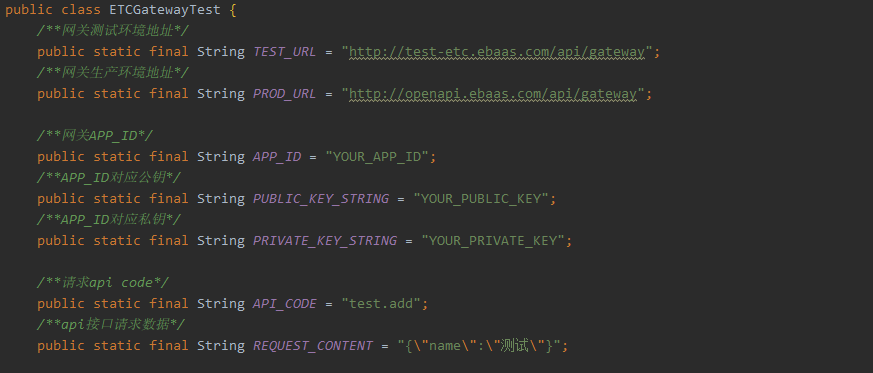 public class ETCGatewayTest {
/**网关测试环境地址*/
public static final String TEST_URL = "http://test-etc.ebaas.com/api/gateway";
/**网关生产环境地址*/
public static final String PROD_URL = "http://openapi.ebaas.com/api/gateway";
/**网关APP_ID*/
public static final String APP_ID = "YOUR_APP_ID";
/**APP_ID对应公钥*/
public static final String PUBLIC_KEY_STRING = "YOUR_PUBLIC_KEY";
/**APP_ID对应私钥*/
public static final String PRIVATE_KEY_STRING = "YOUR_PRIVATE_KEY";
/**请求api code*/
public static final String API_CODE = "test.add";
/**api接口请求数据*/
public static final String REQUEST_CONTENT = "{\"name\":\"测试\"}";